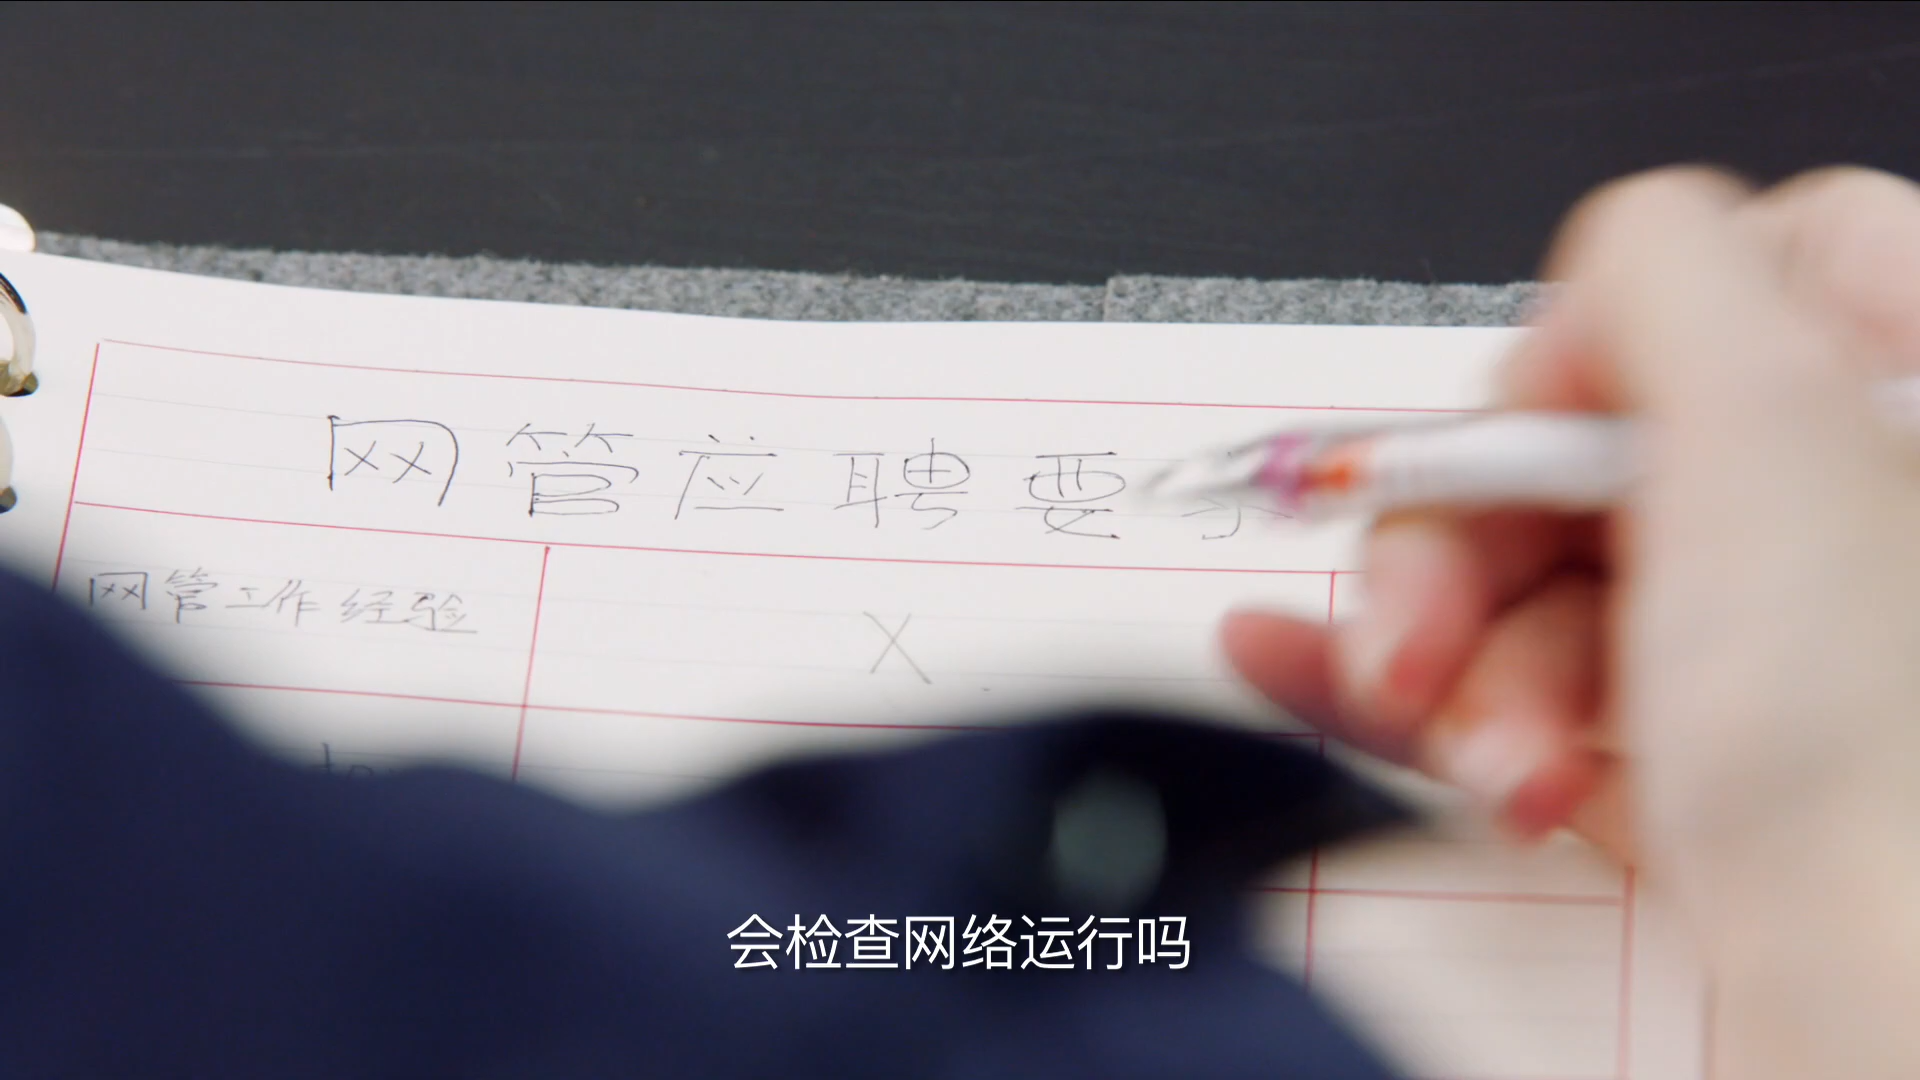 网管应聘要
网管工作经验
X
会检查网络运行吗